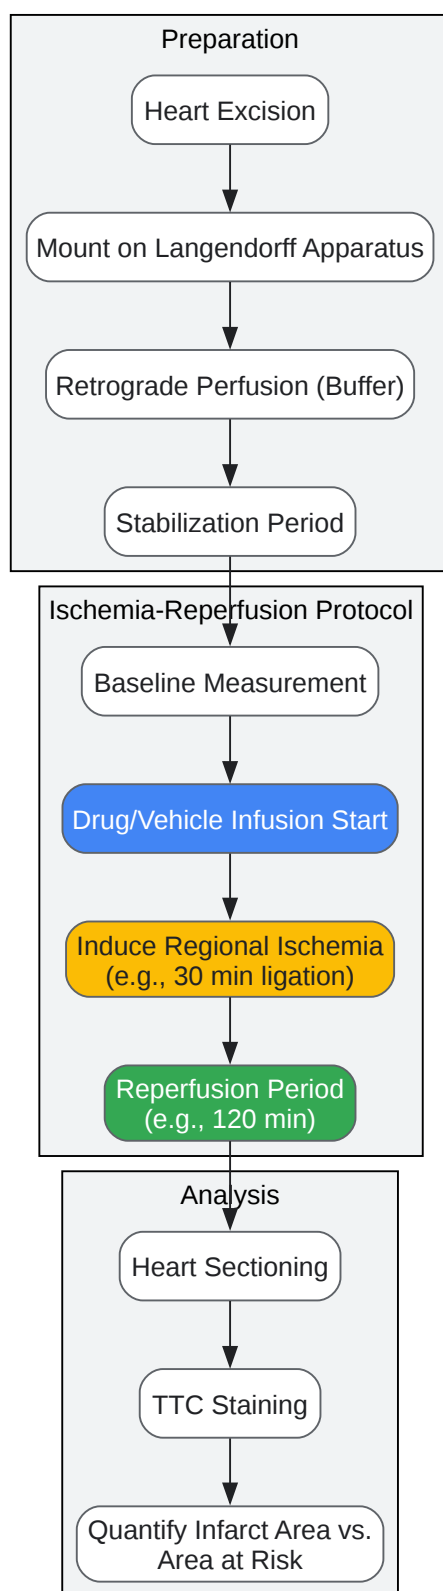 Preparation
Heart Excision
Mount on Langendorff Apparatus
Retrograde Perfusion (Buffer)
Stabilization Period
Ischemia-Reperfusion Protocol
Baseline Measurement
Drug/Vehicle Infusion Start
Induce Regional Ischemia
(e.g., 30 min ligation)
Reperfusion Period
(e.g., 120 min)
Analysis
Heart Sectioning
TTC Staining
Quantify Infarct Area vs.
Area at Risk